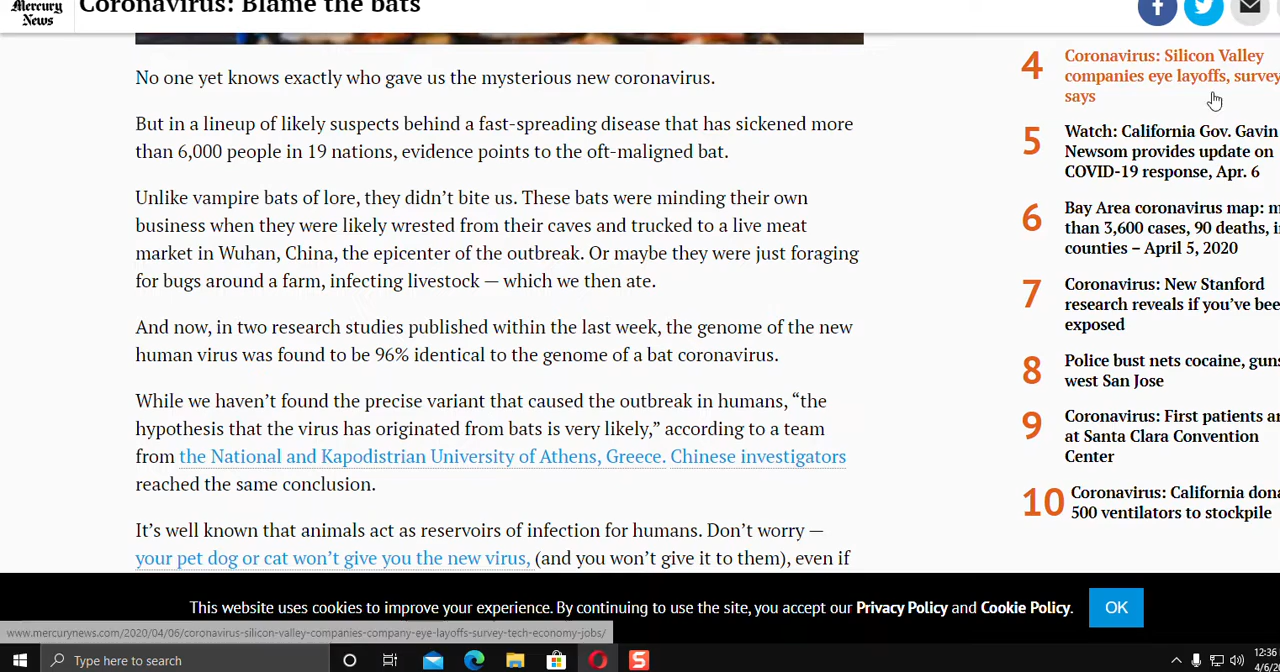 Mercury
News
Coronavirus: Blame the bats
No one yet knows exactly who gave us the mysterious new coronavirus.
But in a lineup of likely suspects behind a fast-spreading disease that has sickened more
than 6,000 people in 19 nations, evidence points to the oft-maligned bat.
Unlike vampire bats of lore, they didn’t bite us. These bats were minding their own
business when they were likely wrested from their caves and trucked to a live meat
market in Wuhan, China, the epicenter of the outbreak. Or maybe they were just foraging
for bugs around a farm, infecting livestock — which we then ate.
And now, in two research studies published within the last week, the genome of the new
human virus was found to be 96% identical to the genome of a bat coronavirus.
While we haven’t found the precise variant that caused the outbreak in humans, “the
hypothesis that the virus has originated from bats is very likely,” according to a team
from the National and Kapodistrian University of Athens, Greece. Chinese investigators
reached the same conclusion.
It’s well known that animals act as reservoirs of infection for humans. Don’t worry —
your pet dog or cat won’t give you the new virus, (and you won’t give it to them), even if
4 Coronavirus: Silicon Valley
companies eye layoffs, survey
says
5 Watch: California Gov. Gavin
Newsom provides update on
COVID-19 response, Apr. 6
6 Bay Area coronavirus map:
than 3,600 cases, 90 deaths,
counties – April 5, 2020
7 Coronavirus: New Stanford
research reveals if you’ve
exposed
8 Police bust nets cocaine,
west San Jose
9 Coronavirus: First patients
at Santa Clara Convention
Center
10 Coronavirus: California
500 ventilators to stockpile
This website uses cookies to improve your experience. By continuing to use the site, you accept our Privacy Policy and Cookie Policy.
OK
www.mercurynews.com/2020/04/06/coronavirus-silicon-valley-companies-company-eye-layoffs-survey-tech-economy-jobs/
Type here to search
S
12:36
4/6/20